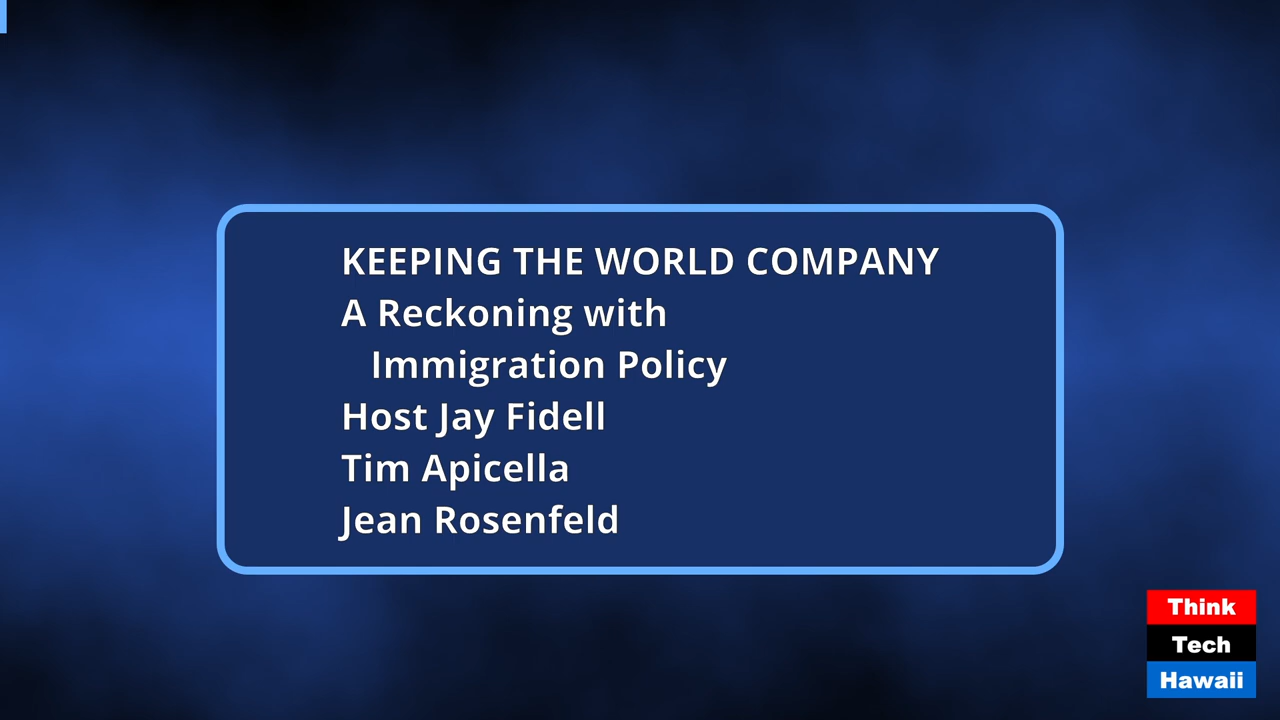 KEEPING THE WORLD COMPANY
A Reckoning with
Immigration Policy
Host Jay Fidell
Tim Apicella
Jean Rosenfeld
Think
Tech
Hawaii